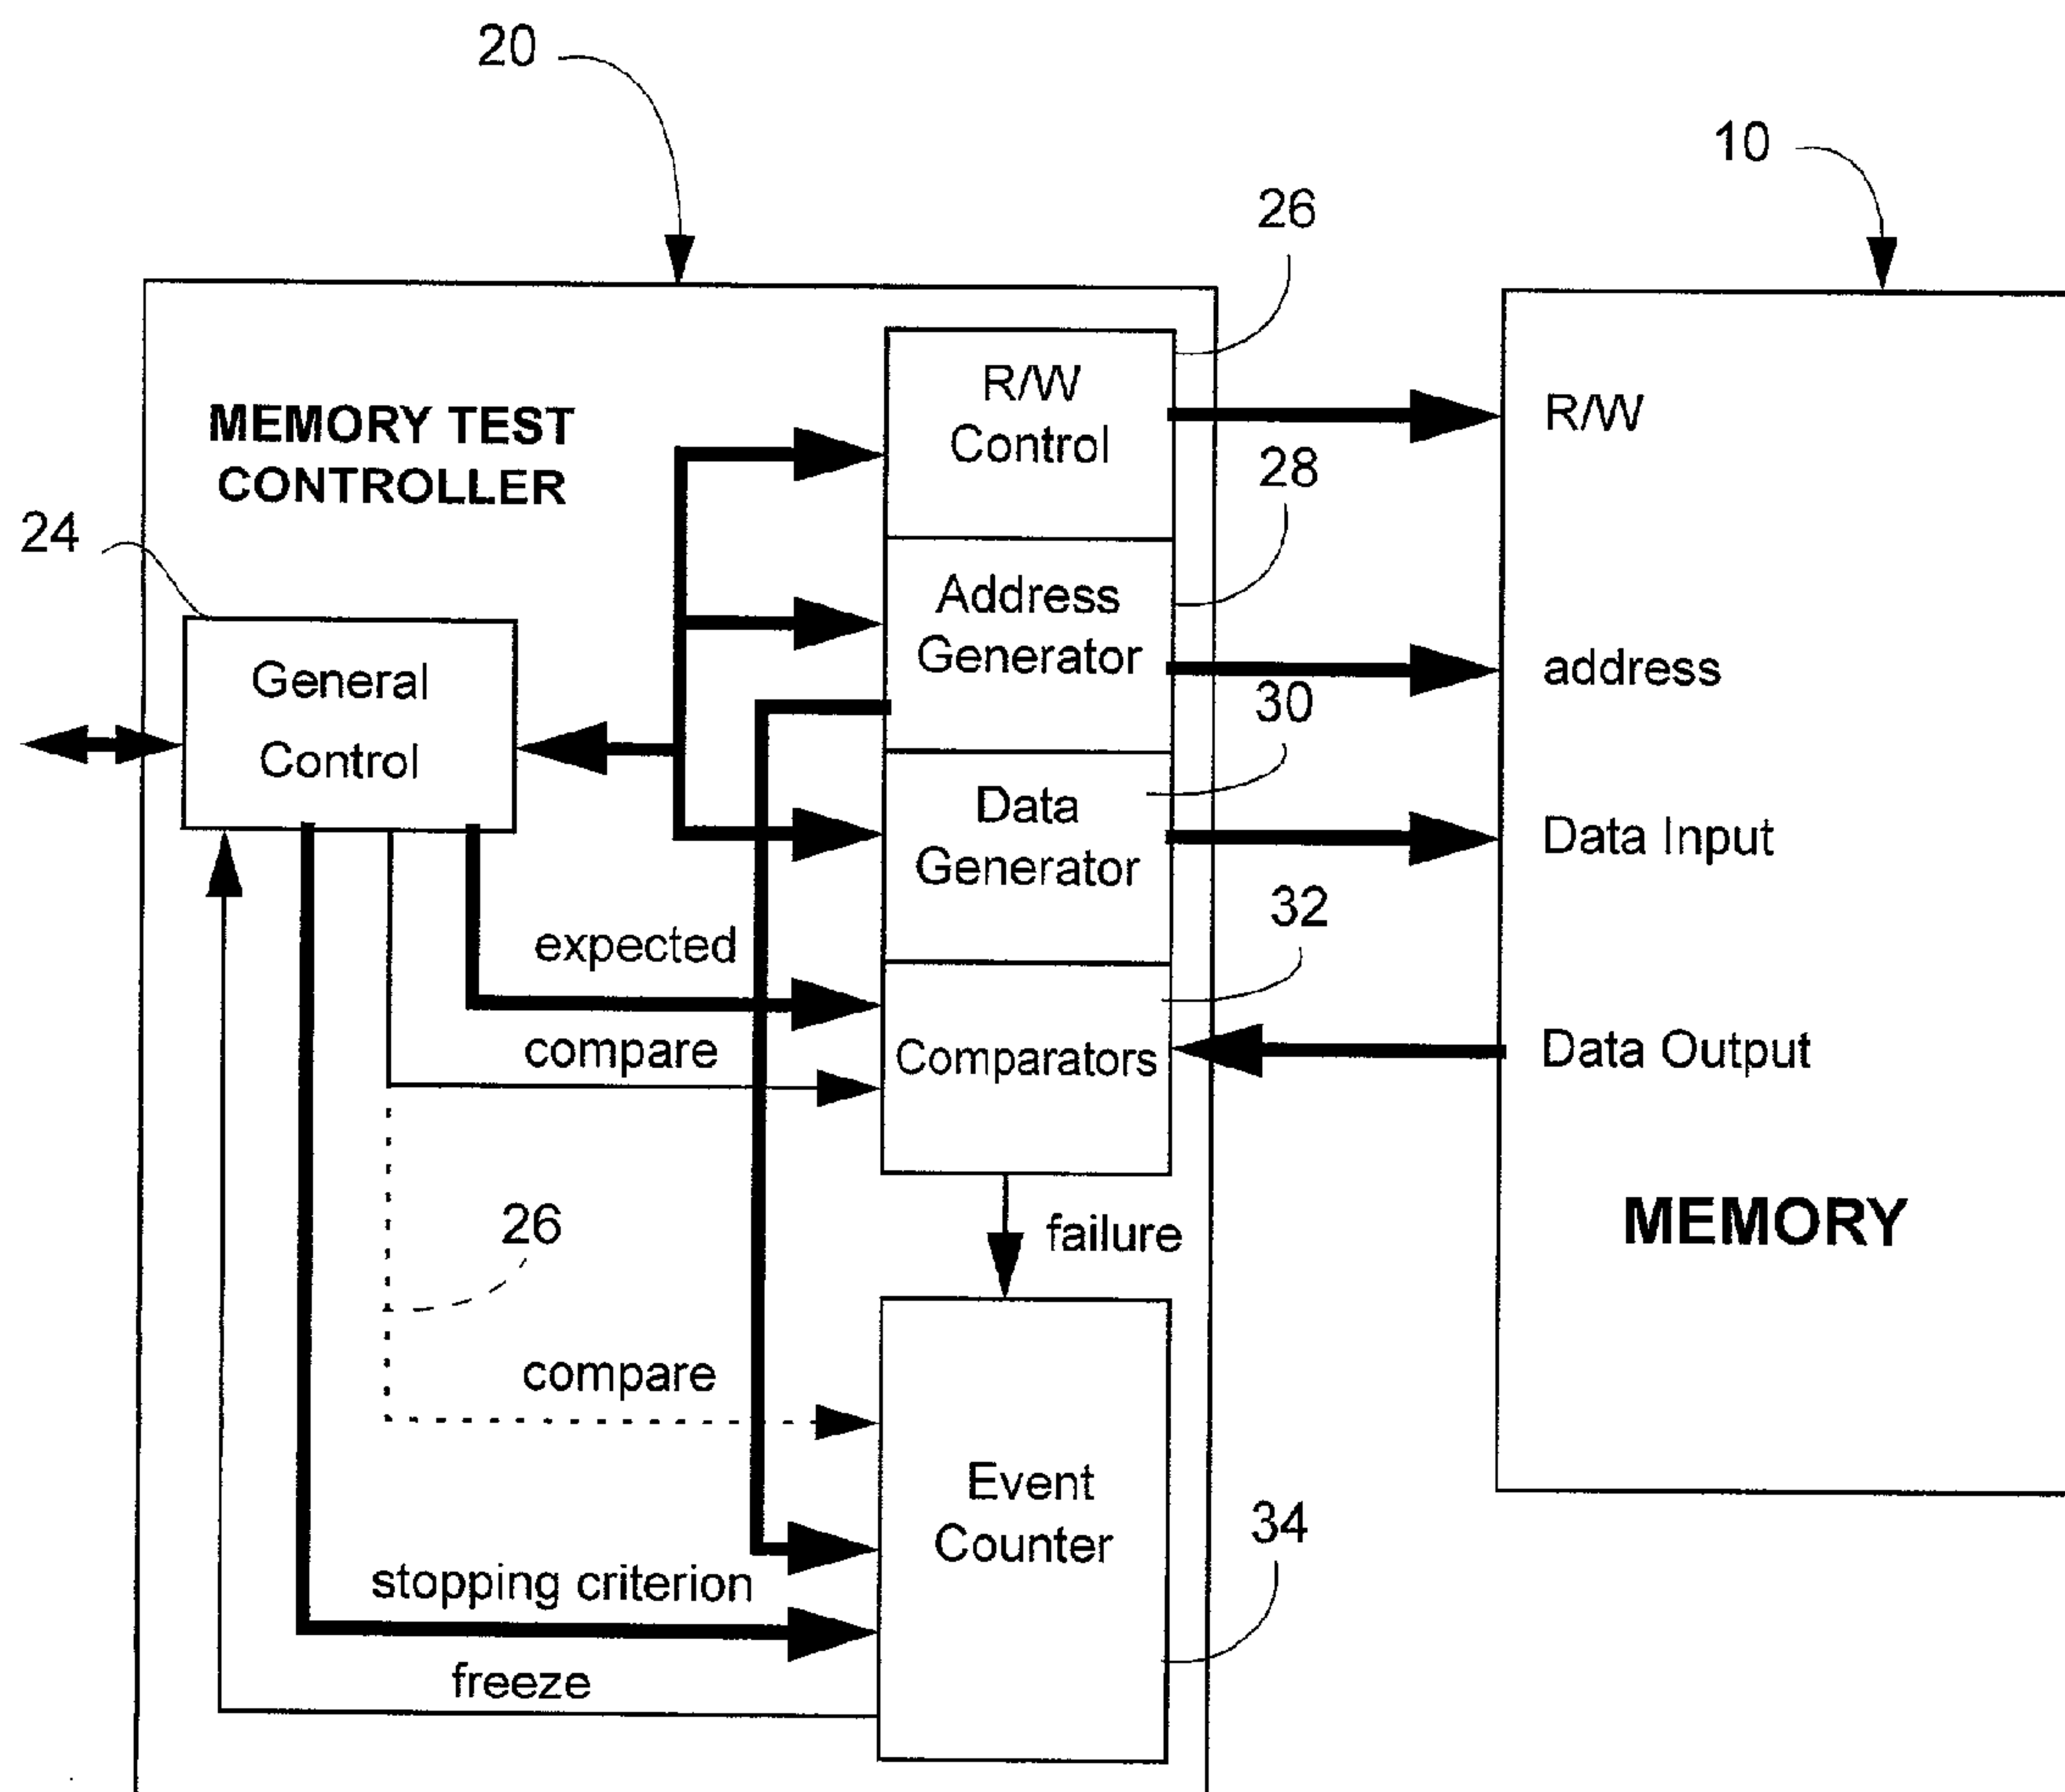 20
10
26
R/W
Control
R/W
MEMORY TEST
CONTROLLER
28
24
Address
Generator
address
General
Control
30
Data
Generator
Data Input
32
expected
compare
Comparators
Data Output
26
failure
MEMORY
compare
Event
Counter
34
stopping criterion
freeze